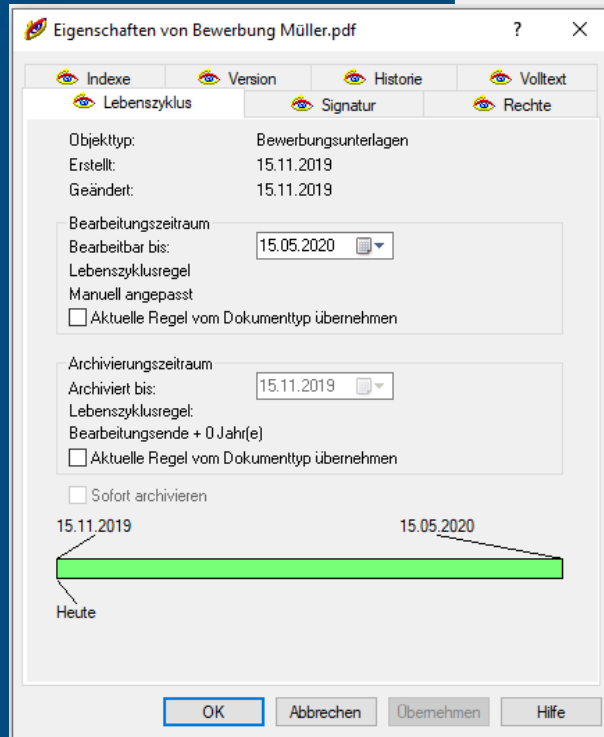 Eigenschaften von Bewerbung Müller.pdf ? ×
Indexe Version Historie Volltext
Lebenszyklus Signatur Rechte
Objekttyp: Bewerbungsunterlagen
Erstellt: 15.11.2019
Geändert: 15.11.2019
Bearbeitungszeitraum
Bearbeitbar bis: 15.05.2020
Lebenszyklusregel
Manuell angepasst
Aktuelle Regel vom Dokumenttyp übernehmen
Archivierungszeitraum
Archiviert bis: 15.11.2019
Lebenszyklusregel:
Bearbeitungsende + 0 Jahr(e)
Aktuelle Regel vom Dokumenttyp übernehmen
Sofort archivieren
15.11.2019 15.05.2020
Heute
OK Abbrechen Übernehmen Hilfe